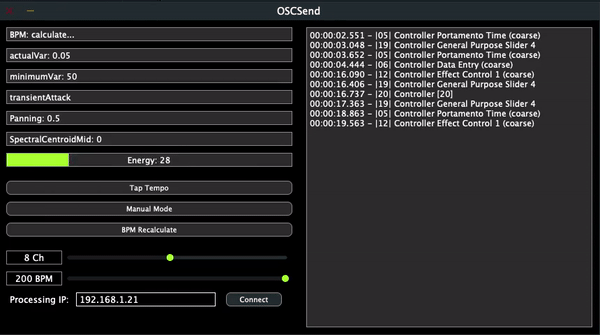 OSCSend
BPM: calculate...
actualVar: 0.05
minimumVar: 50
transientAttack
Panning: 0.5
SpectralCentroidMid: 0
Energy: 28
Tap Tempo
Manual Mode
BPM Recalculate
8 Ch
200 BPM
Processing IP: 192.168.1.21 Connect
00:00:02.551 - |05| Controller Portamento Time (coarse)
00:00:03.048 - |19| Controller General Purpose Slider 4
00:00:03.652 - |05| Controller Portamento Time (coarse)
00:00:04.444 - |06| Controller Data Entry (coarse)
00:00:16.090 - |12| Controller Effect Control 1 (coarse)
00:00:16.406 - |19| Controller General Purpose Slider 4
00:00:16.737 - |20| Controller [20]
00:00:17.363 - |19| Controller General Purpose Slider 4
00:00:18.863 - |05| Controller Portamento Time (coarse)
00:00:19.563 - |12| Controller Effect Control 1 (coarse)